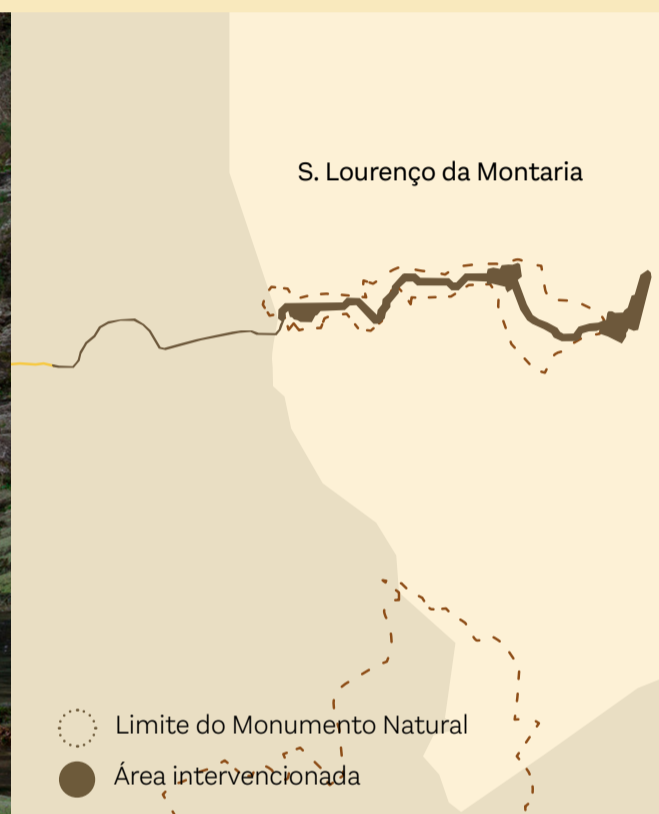 S. Lourenço da Montaria
Limite do Monumento Natural
Área intervencionada